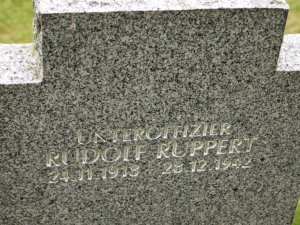 UNTEROFFIZIER
RUDOLF RUPPERT
24.11.1918 28.12.1942